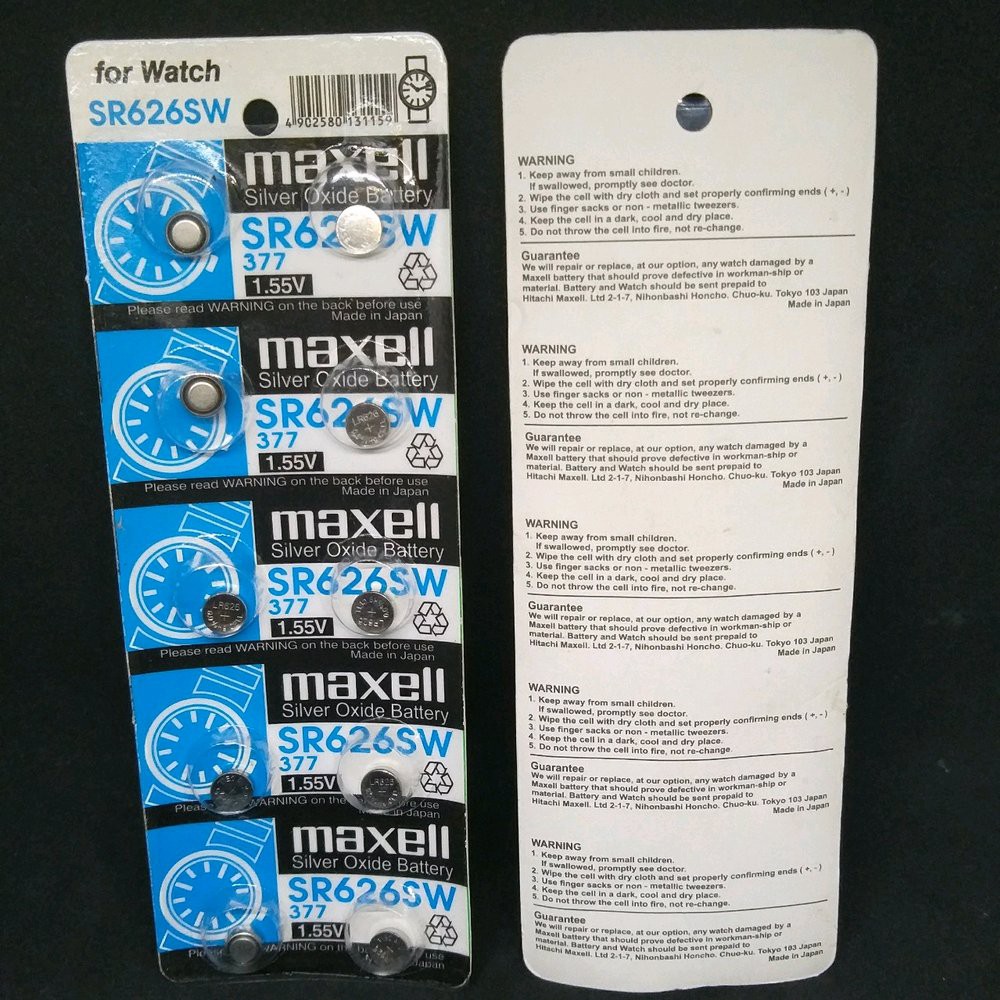 for Watch
SR626SW
4 902580 131159
maxell
Silver Oxide Battery
SR626SW
377
1.55V
Please read WARNING on the back before use
Made in Japan
maxell
Silver Oxide Battery
SR626SW
377
LR626
1.55V
Please read WARNING on the back before use
Made in Japan
maxell
Silver Oxide Battery
SR626SW
377
LR626
1.55V
Please read WARNING on the back before use
Made in Japan
maxell
Silver Oxide Battery
SR626SW
377
1.55V
LR626
WARNING on the
use
Made in Japan
maxell
Silver Oxide Battery
SR626SW
377
1.55V
WARNING on
Japan
WARNING
1. Keep away from small children.
If swallowed, promptly see doctor.
2. Wipe the cell with dry cloth and set properly confirming ends ( +, - )
3. Use finger sacks or non - metallic tweezers.
4. Keep the cell in a dark, cool and dry place.
5. Do not throw the cell into fire, not re-change.
Guarantee
We will repair or replace, at our option, any watch damaged by a
Maxell battery that should prove defective in workman-ship or
material. Battery and Watch should be sent prepaid to
Hitachi Maxell. Ltd 2-1-7, Nihonbashi Honcho. Chuo-ku. Tokyo 103 Japan
Made in Japan
WARNING
1. Keep away from small children.
If swallowed, promptly see doctor.
2. Wipe the cell with dry cloth and set properly confirming ends ( +, - )
3. Use finger sacks or non - metallic tweezers.
4. Keep the cell in a dark, cool and dry place.
5. Do not throw the cell into fire, not re-change.
Guarantee
We will repair or replace, at our option, any watch damaged by a
Maxell battery that should prove defective in workman-ship or
material. Battery and Watch should be sent prepaid to
Hitachi Maxell. Ltd 2-1-7, Nihonbashi Honcho. Chuo-ku. Tokyo 103 Japan
Made in Japan
WARNING
1. Keep away from small children.
If swallowed, promptly see doctor.
2. Wipe the cell with dry cloth and set properly confirming ends ( +, - )
3. Use finger sacks or non - metallic tweezers.
4. Keep the cell in a dark, cool and dry place.
5. Do not throw the cell into fire, not re-change.
Guarantee
We will repair or replace, at our option, any watch damaged by a
Maxell battery that should prove defective in workman-ship or
material. Battery and Watch should be sent prepaid to
Hitachi Maxell. Ltd 2-1-7, Nihonbashi Honcho. Chuo-ku. Tokyo 103 Japan
Made in Japan
WARNING
1. Keep away from small children.
If swallowed, promptly see doctor.
2. Wipe the cell with dry cloth and set properly confirming ends ( +, - )
3. Use finger sacks or non - metallic tweezers.
4. Keep the cell in a dark, cool and dry place.
5. Do not throw the cell into fire, not re-change.
Guarantee
We will repair or replace, at our option, any watch damaged by a
Maxell battery that should prove defective in workman-ship or
material. Battery and Watch should be sent prepaid to
Hitachi Maxell. Ltd 2-1-7, Nihonbashi Honcho. Chuo-ku. Tokyo 103 Japan
Made in Japan
WARNING
1. Keep away from small children.
If swallowed, promptly see doctor.
2. Wipe the cell with dry cloth and set properly confirming ends ( +, - )
3. Use finger sacks or non - metallic tweezers.
4. Keep the cell in a dark, cool and dry place.
5. Do not throw the cell into fire, not re-change.
Guarantee
We will repair or replace, at our option, any watch damaged by a
Maxell battery that should prove defective in workman-ship or
material. Battery and Watch should be sent prepaid to
Hitachi Maxell. Ltd 2-1-7, Nihonbashi Honcho. Chuo-ku. Tokyo 103 Japan
Made in Japan